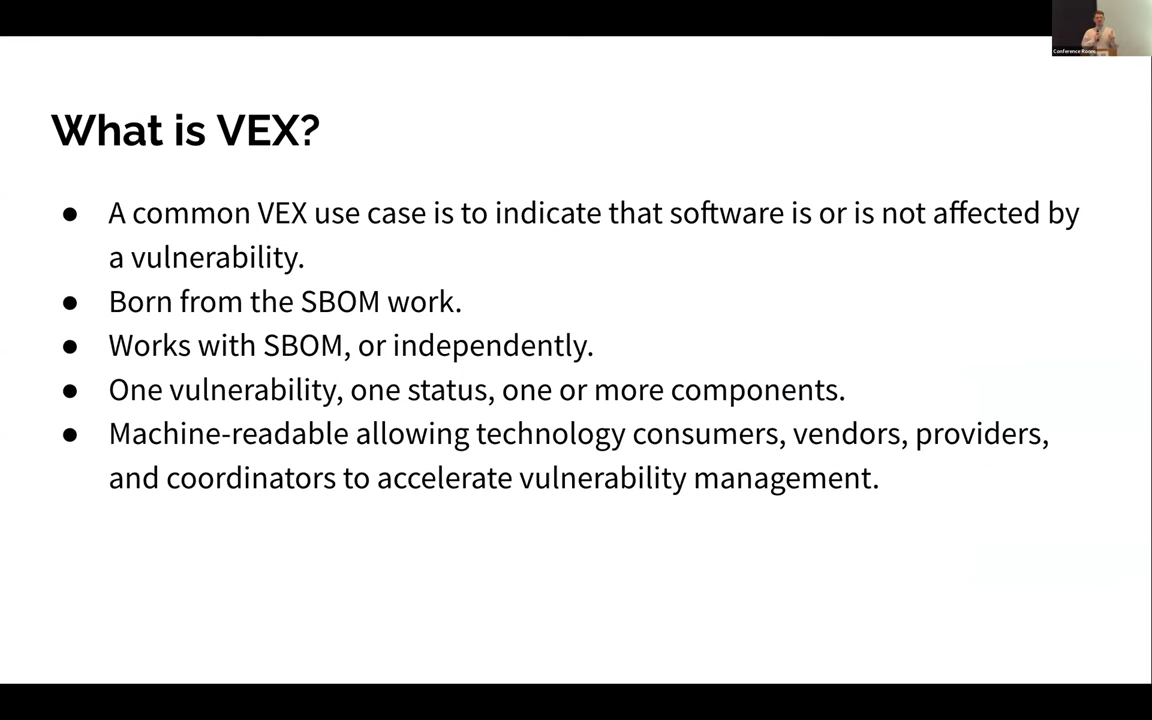 Conference Room
What is VEX?
● A common VEX use case is to indicate that software is or is not affected by
a vulnerability.
● Born from the SBOM work.
● Works with SBOM, or independently.
● One vulnerability, one status, one or more components.
● Machine-readable allowing technology consumers, vendors, providers,
and coordinators to accelerate vulnerability management.